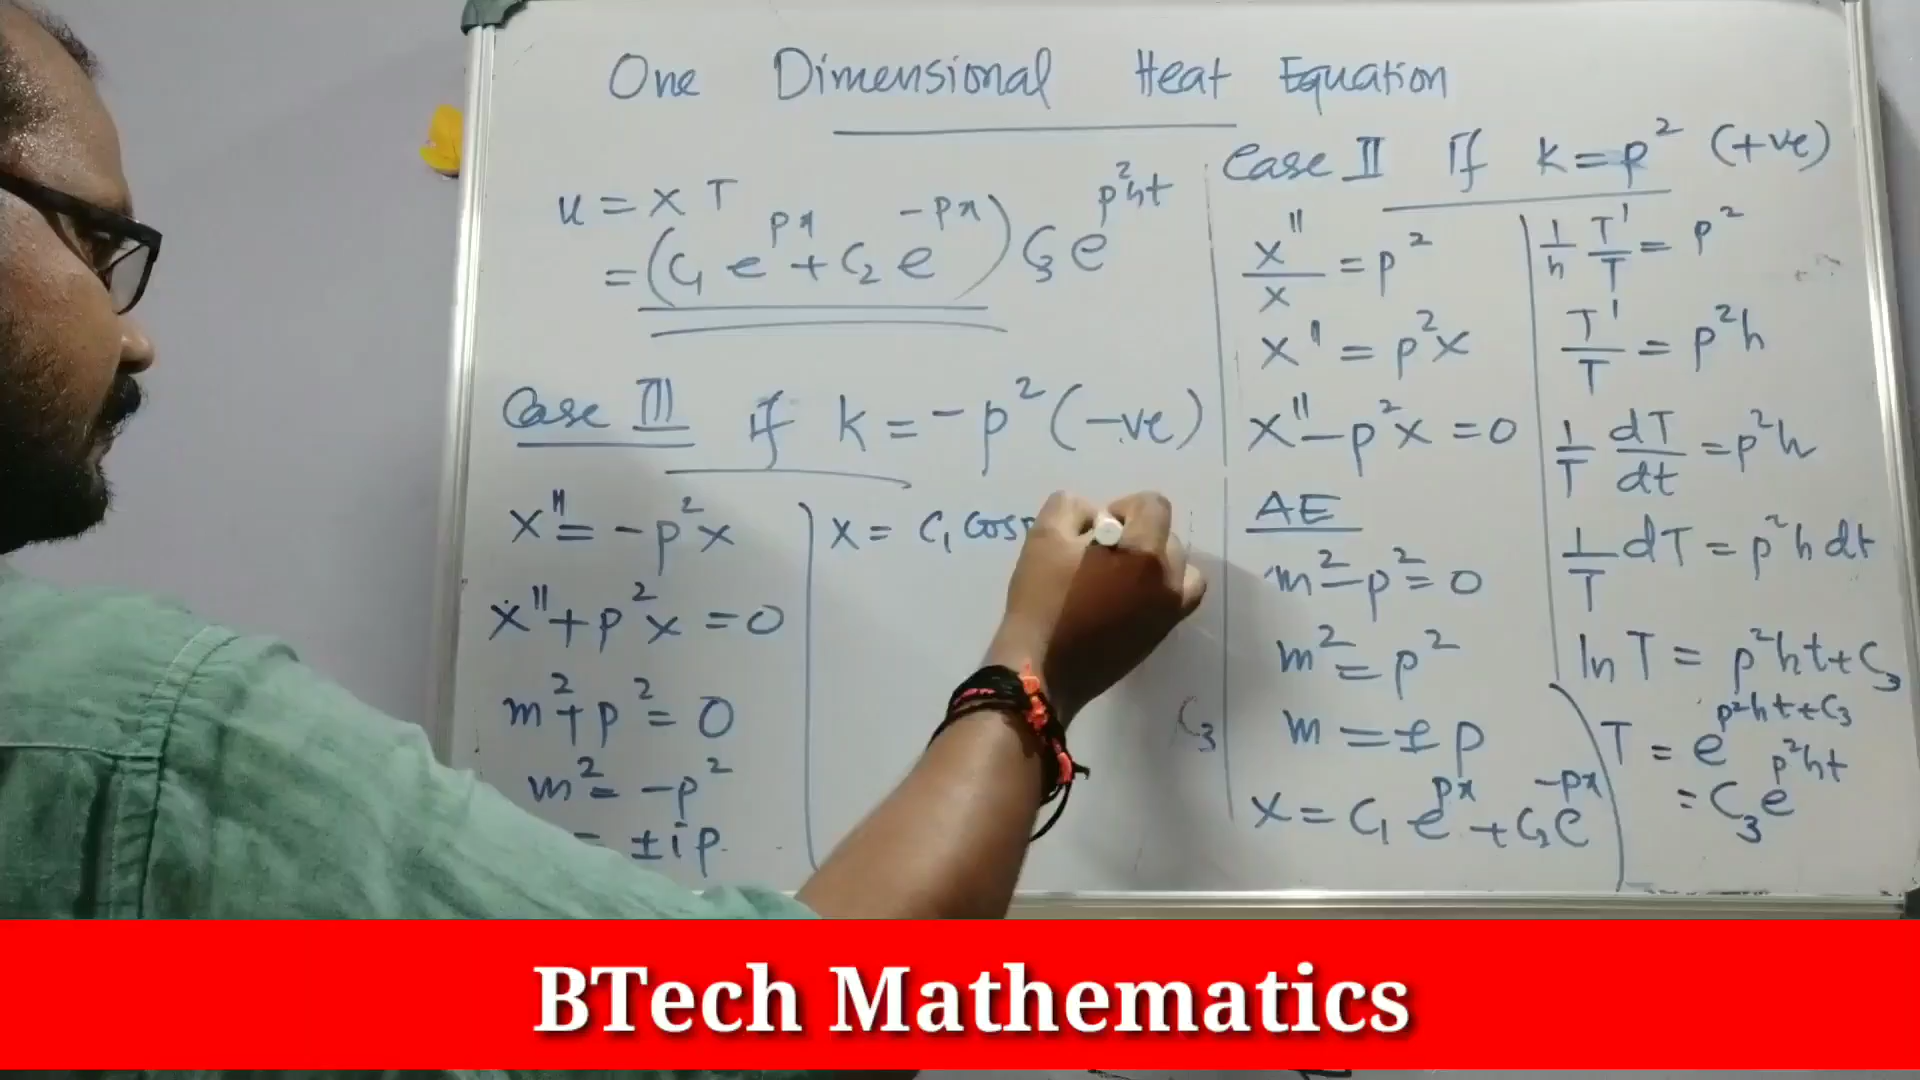 One Dimensional Heat Equation
u = X T
= (C₁ e^px + C₂ e^-px) C₃ e^p²ht
Case III If k = -p² (-ve)
X" = -p²X
X" + p²X = 0
m² + p² = 0
m² = -p²
= ±ip
X = C₁ Cosp
C₃
Case II If k = p² (+ve)
X"/X = p²
X' = p²X
X" - p²X = 0
AE
m² - p² = 0
m² = p²
m = ±p
X = C₁ e^px + C₂ e^-px
1/h T'/T = p²
T'/T = p²h
1/T dT/dt = p²h
1/T dT = p²h dt
ln T = p²ht + C₃
T = e^p²ht+C₃
= C₃ e^p²ht
BTech Mathematics